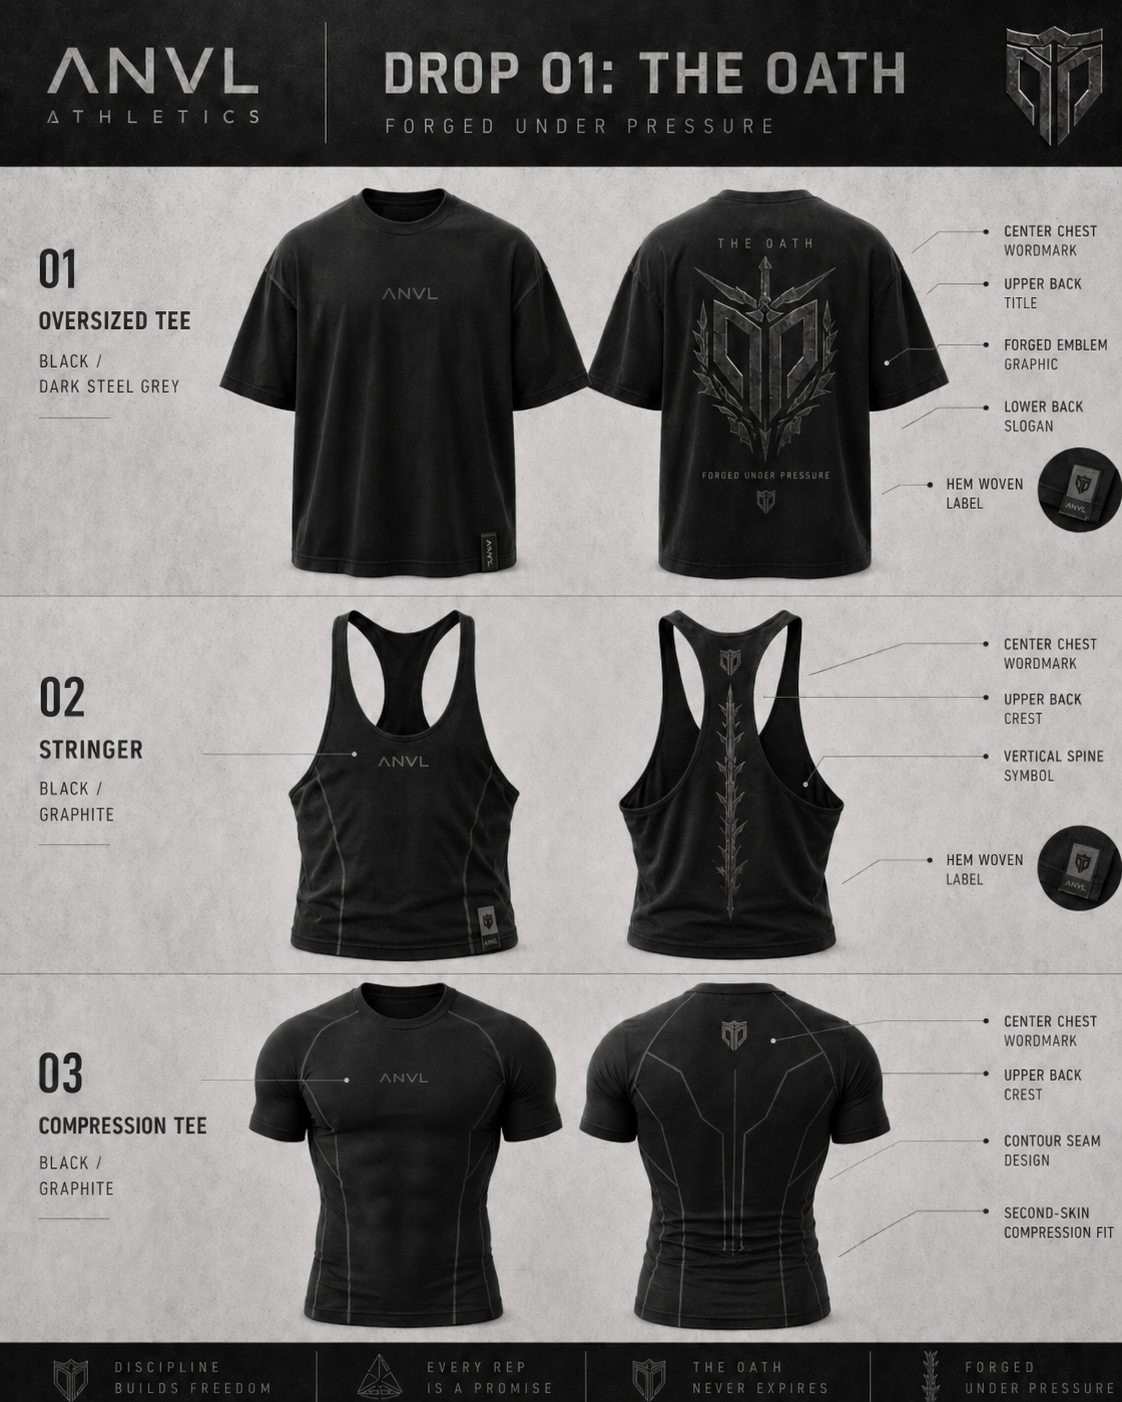 ANVL
ATHLETICS
DROP 01: THE OATH
FORGED UNDER PRESSURE
01
OVERSIZED TEE
BLACK /
DARK STEEL GREY
ANVL
ANVL
THE OATH
FORGED UNDER PRESSURE
CENTER CHEST
WORDMARK
UPPER BACK
TITLE
FORGED EMBLEM
GRAPHIC
LOWER BACK
SLOGAN
HEM WOVEN
LABEL
ANVL
02
STRINGER
BLACK /
GRAPHITE
ANVL
ANVL
CENTER CHEST
WORDMARK
UPPER BACK
CREST
VERTICAL SPINE
SYMBOL
HEM WOVEN
LABEL
ANVL
03
COMPRESSION TEE
BLACK /
GRAPHITE
ANVL
CENTER CHEST
WORDMARK
UPPER BACK
CREST
CONTOUR SEAM
DESIGN
SECOND-SKIN
COMPRESSION FIT
DISCIPLINE
BUILDS FREEDOM
EVERY REP
IS A PROMISE
THE OATH
NEVER EXPIRES
FORGED
UNDER PRESSURE